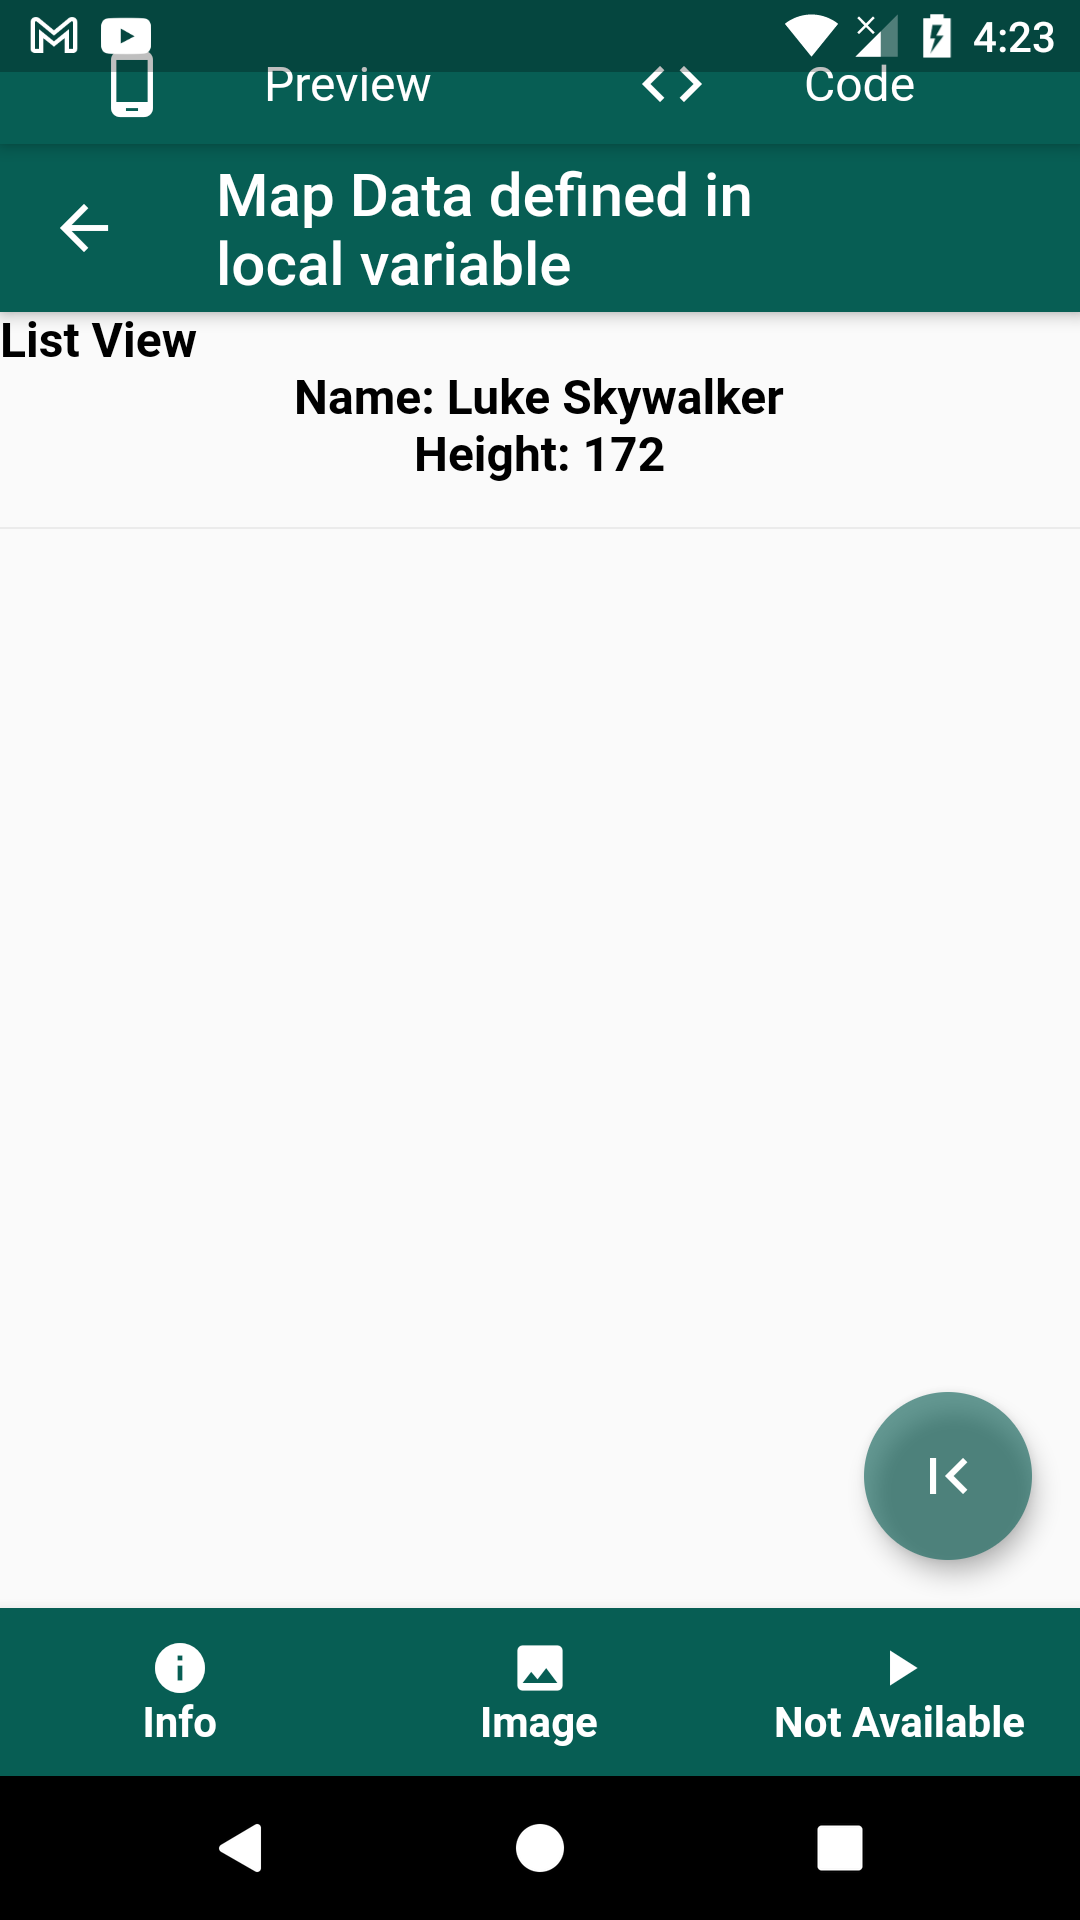 4:23
Preview
Code
Map Data defined in
local variable
List View
Name: Luke Skywalker
Height: 172
Info
Image
Not Available